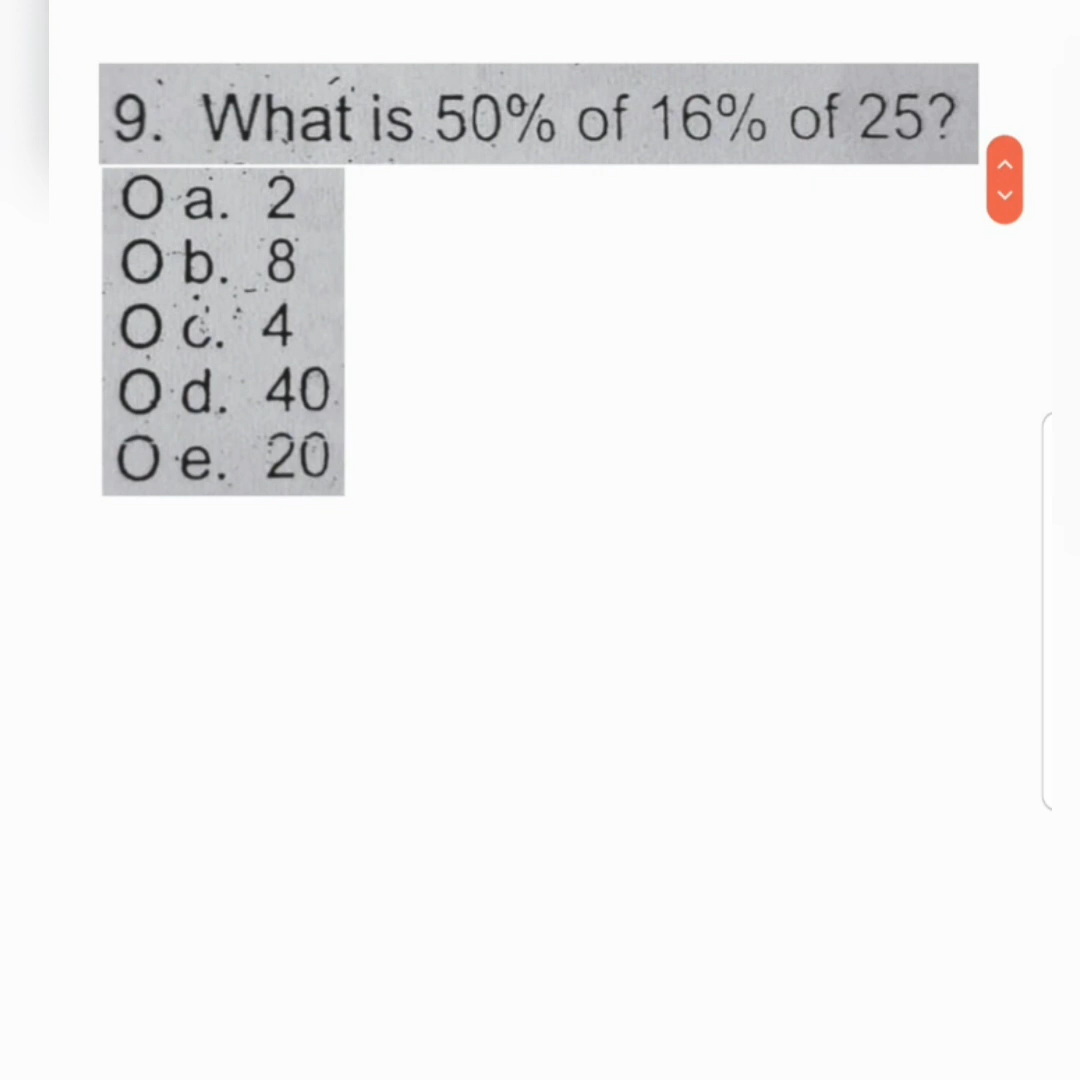 9. What is 50% of 16% of 25?
O a. 2
O b. 8
O c. 4
O d. 40
O e. 20